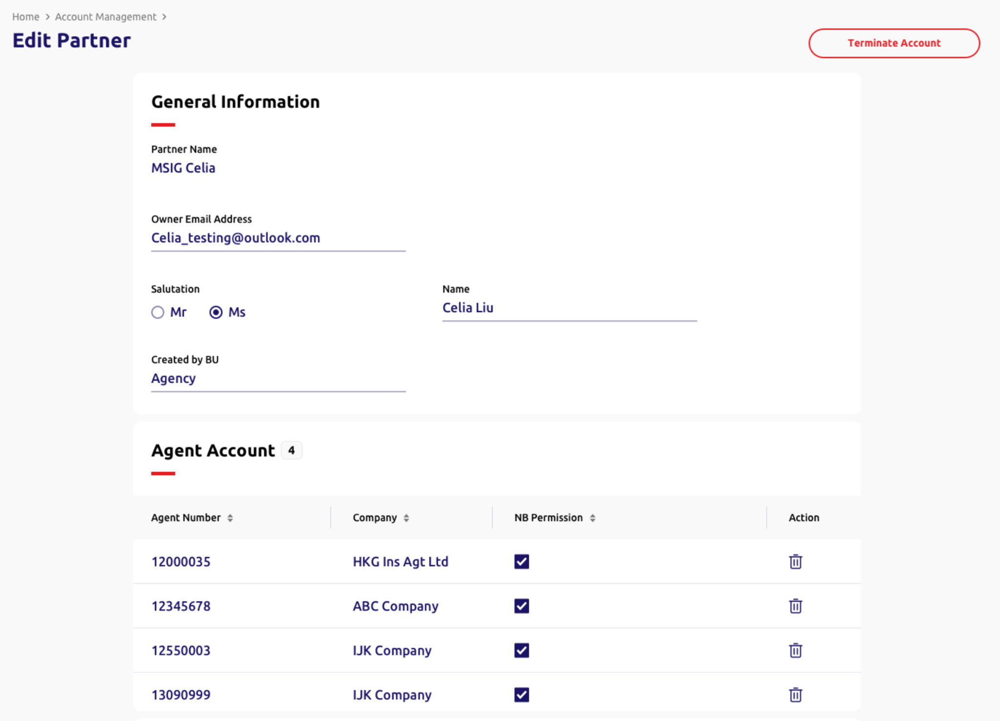 Home > Account Management >
Edit Partner
Terminate Account
General Information
Partner Name
MSIG Celia
Owner Email Address
Celia_testing@outlook.com
Salutation
Mr Ms
Name
Celia Liu
Created by BU
Agency
Agent Account 4
Agent Number Company NB Permission Action
12000035 HKG Ins Agt Ltd
12345678 ABC Company
12550003 IJK Company
13090999 IJK Company